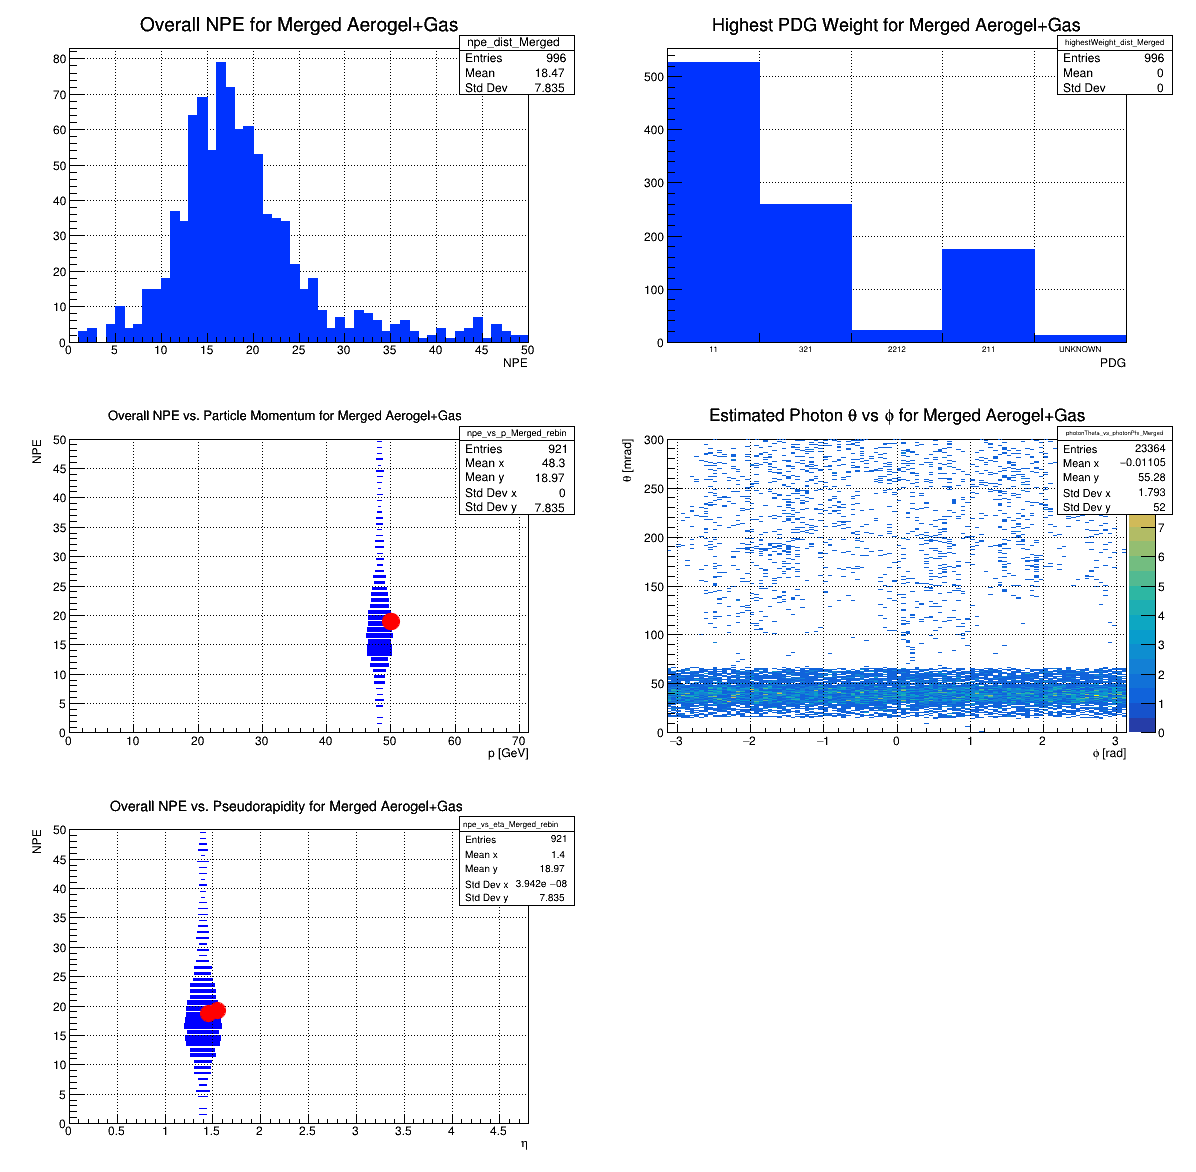 Overall NPE for Merged Aerogel+Gas
npe_dist_Merged
Entries 996
Mean 18.47
Std Dev 7.835
80
70
60
50
40
30
20
10
0
0 5 10 15 20 25 30 35 40 45 50
NPE
Highest PDG Weight for Merged Aerogel+Gas
highestWeight_dist_Merged
Entries 996
Mean 0
Std Dev 0
500
400
300
200
100
0
11 321 2212 211 UNKNOWN
PDG
Overall NPE vs. Particle Momentum for Merged Aerogel+Gas
NPE
npe_vs_p_Merged_rebin
Entries 921
Mean x 48.3
Mean y 18.97
Std Dev x 0
Std Dev y 7.835
50
45
40
35
30
25
20
15
10
5
0
0 10 20 30 40 50 60 70
p [GeV]
Estimated Photon θ vs ϕ for Merged Aerogel+Gas
θ [mrad]
photonTheta_vs_photonPhi_Merged
Entries 23364
Mean x −0.01105
Mean y 55.28
Std Dev x 1.793
Std Dev y 52
300
250
200
150
100
50
0
−3 −2 −1 0 1 2 3
ϕ [rad]
7
6
5
4
3
2
1
0
Overall NPE vs. Pseudorapidity for Merged Aerogel+Gas
NPE
npe_vs_eta_Merged_rebin
Entries 921
Mean x 1.4
Mean y 18.97
Std Dev x 3.942e −08
Std Dev y 7.835
50
45
40
35
30
25
20
15
10
5
0
0 0.5 1 1.5 2 2.5 3 3.5 4 4.5
η